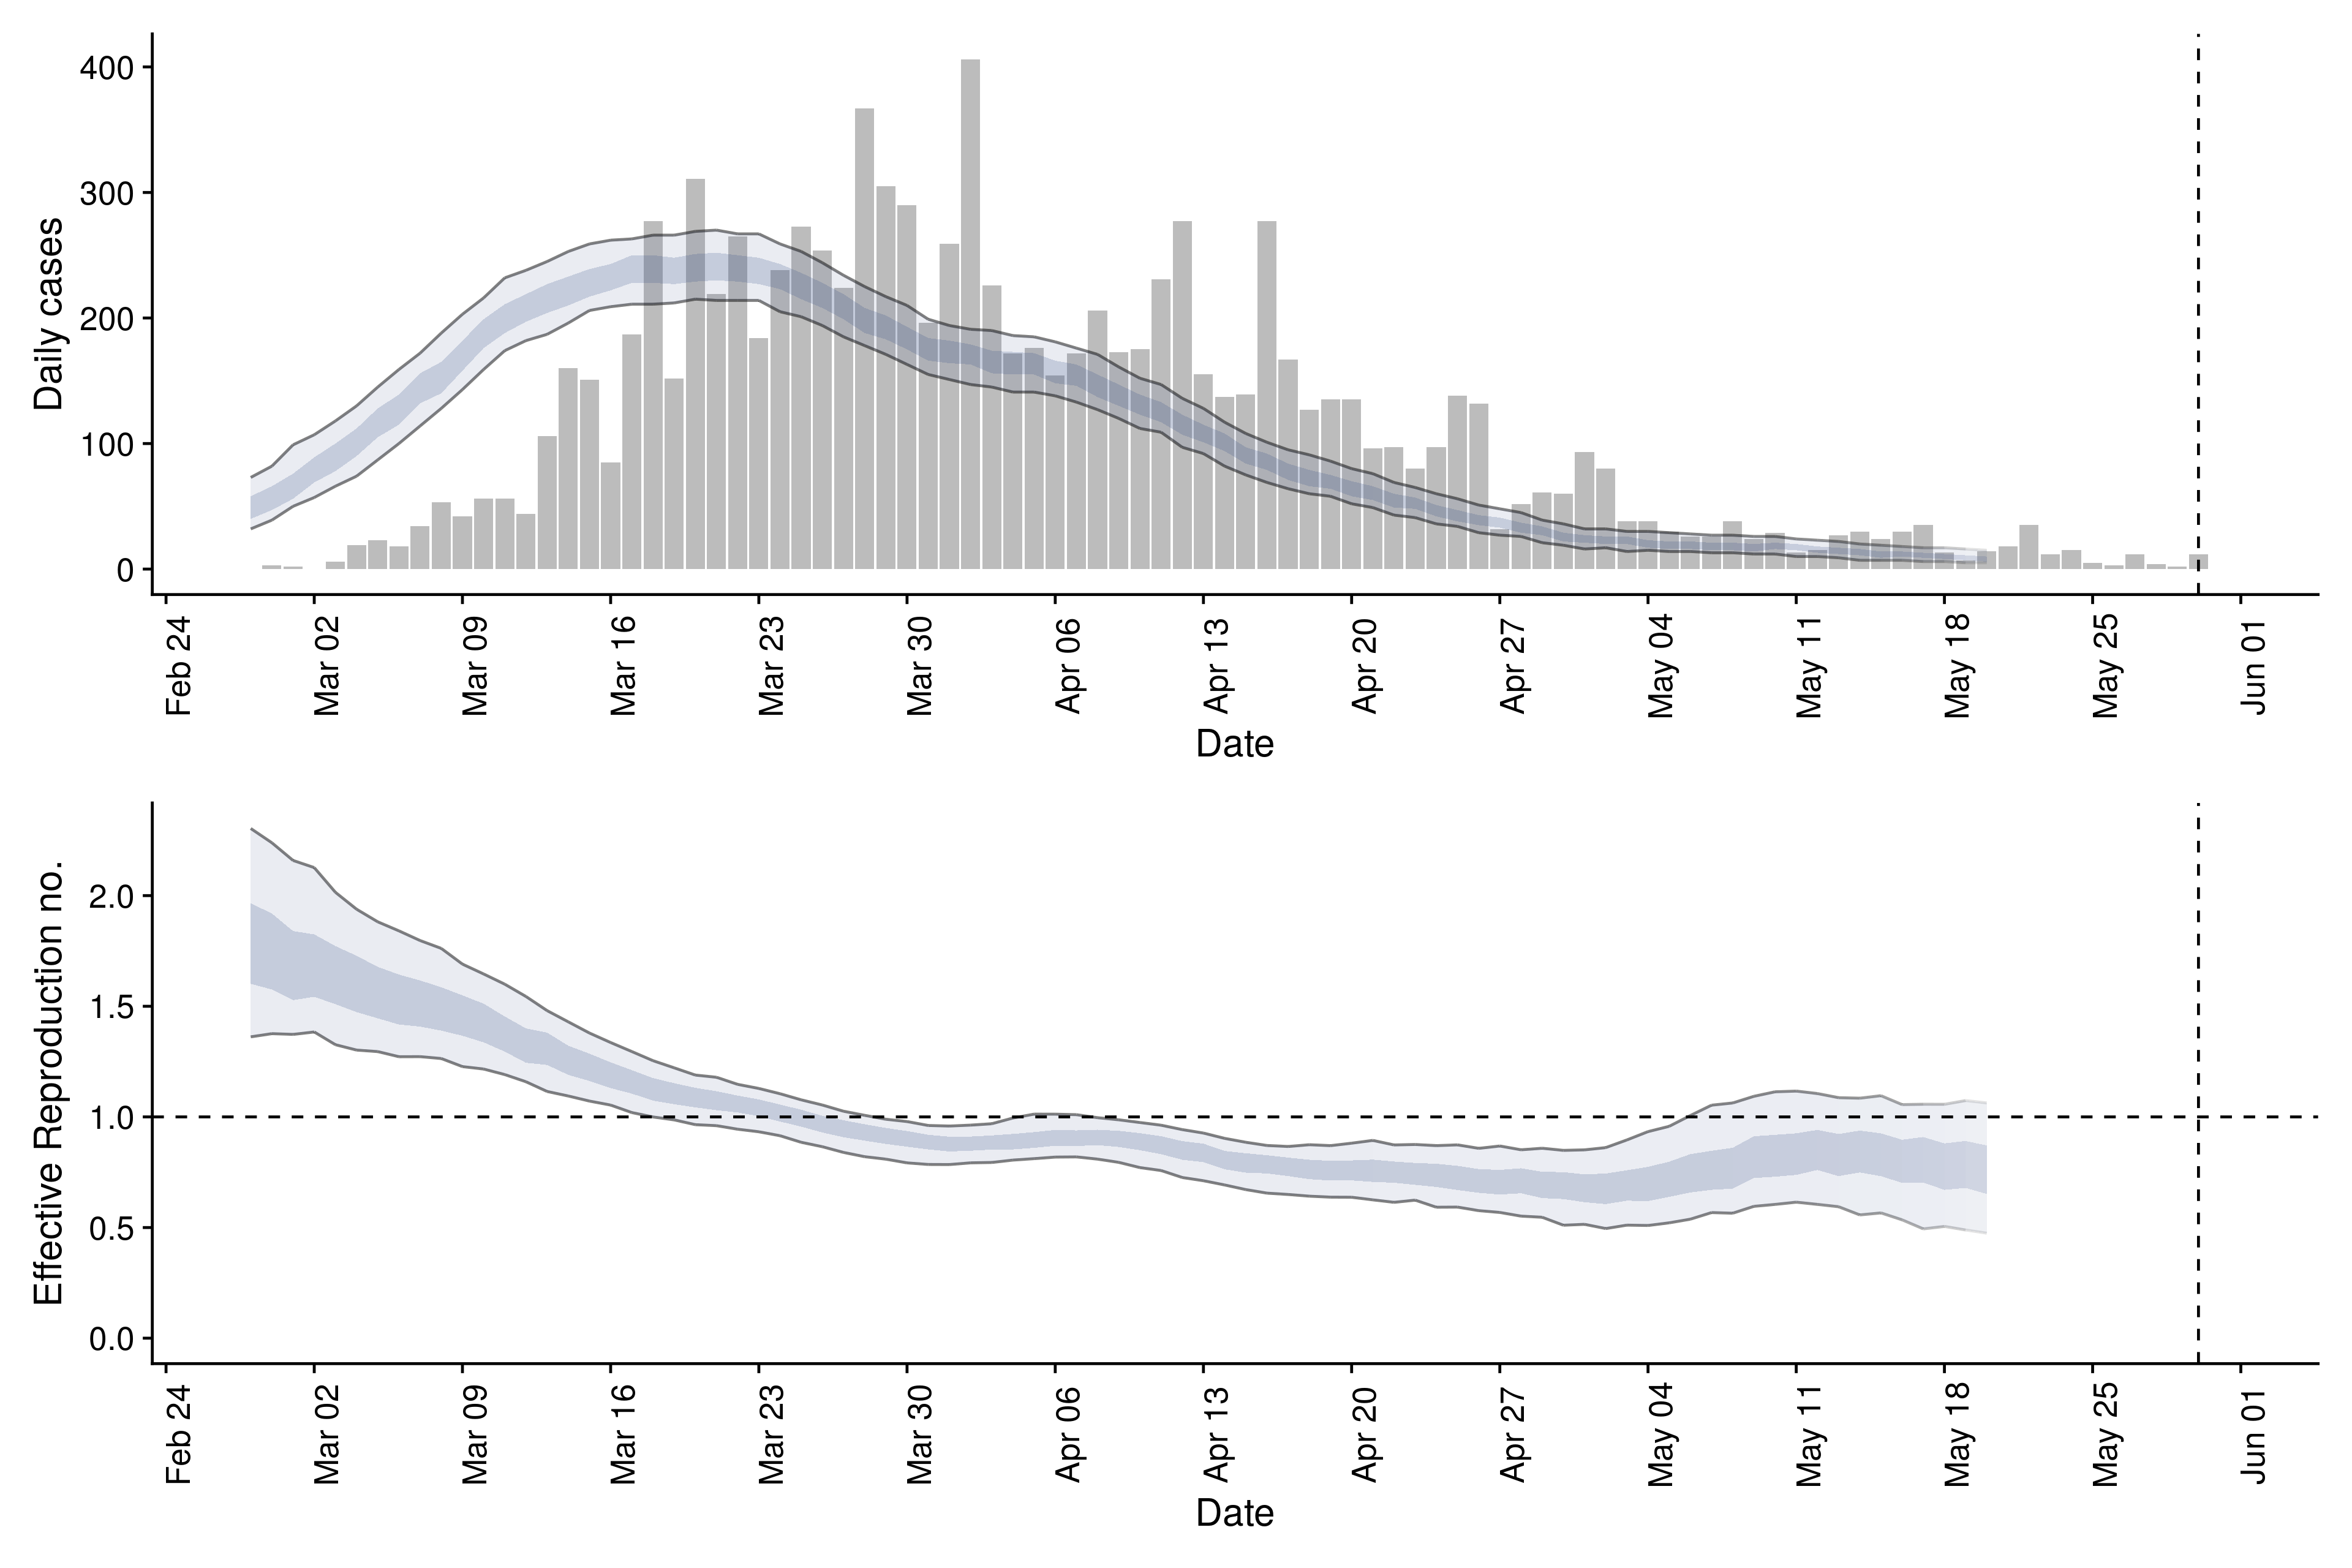 Daily cases
400
300
200
100
0
Feb 24
Mar 02
Mar 09
Mar 16
Mar 23
Mar 30
Apr 06
Apr 13
Apr 20
Apr 27
May 04
May 11
May 18
May 25
Jun 01
Date
Effective Reproduction no.
2.0
1.5
1.0
0.5
0.0
Feb 24
Mar 02
Mar 09
Mar 16
Mar 23
Mar 30
Apr 06
Apr 13
Apr 20
Apr 27
May 04
May 11
May 18
May 25
Jun 01
Date